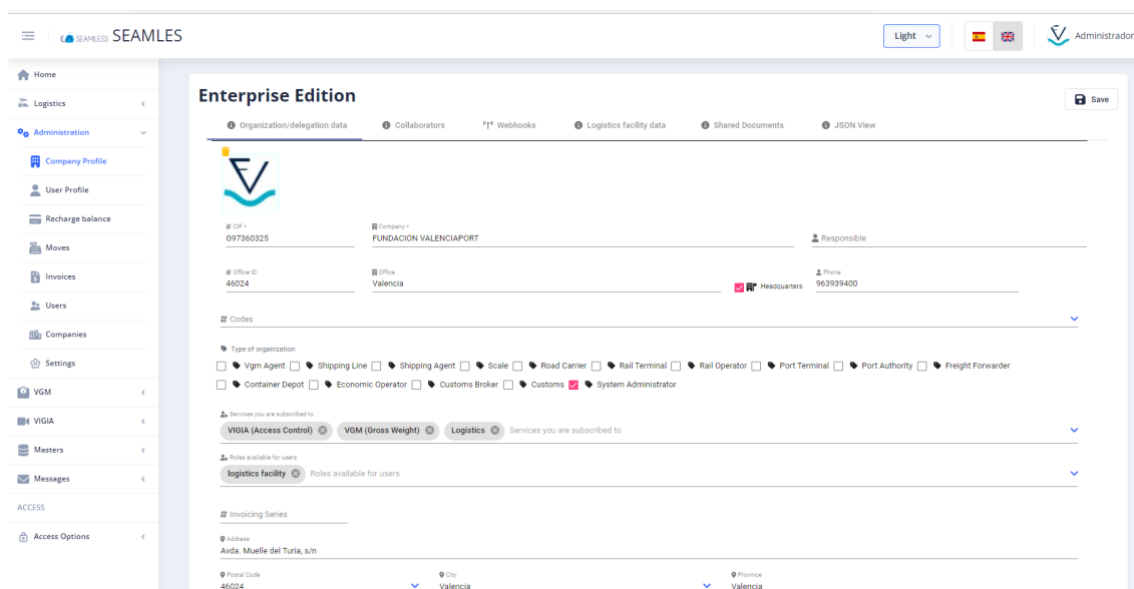 SEAMLESS SEAMLES
Light
Administrador
Home
Logistics
Administration
Company Profile
User Profile
Recharge balance
Moves
Invoices
Users
Companies
Settings
VGM
VIGIA
Masters
Messages
ACCESS
Access Options
Enterprise Edition
Save
Organization/delegation data
Collaborators
Webhooks
Logistics facility data
Shared Documents
JSON View
# CIF *
Company *
097360325
FUNDACIÓN VALENCIAPORT
Responsible
# Office ID
Office
Phone
46024
Valencia
Headquarters
963939400
# Codes
Type of organization
Vgm Agent Shipping Line Shipping Agent Scale Road Carrier Rail Terminal Rail Operator Port Terminal Port Authority Freight Forwarder
Container Depot Economic Operator Customs Broker Customs System Administrator
Services you are subscribed to
VIGIA (Access Control) VGM (Gross Weight) Logistics Services you are subscribed to
Roles available for users
logistics facility Roles available for users
# Invoicing Series
Address
Avda. Muelle del Turia, s/n
Postal Code
City
Province
46024
Valencia
Valencia